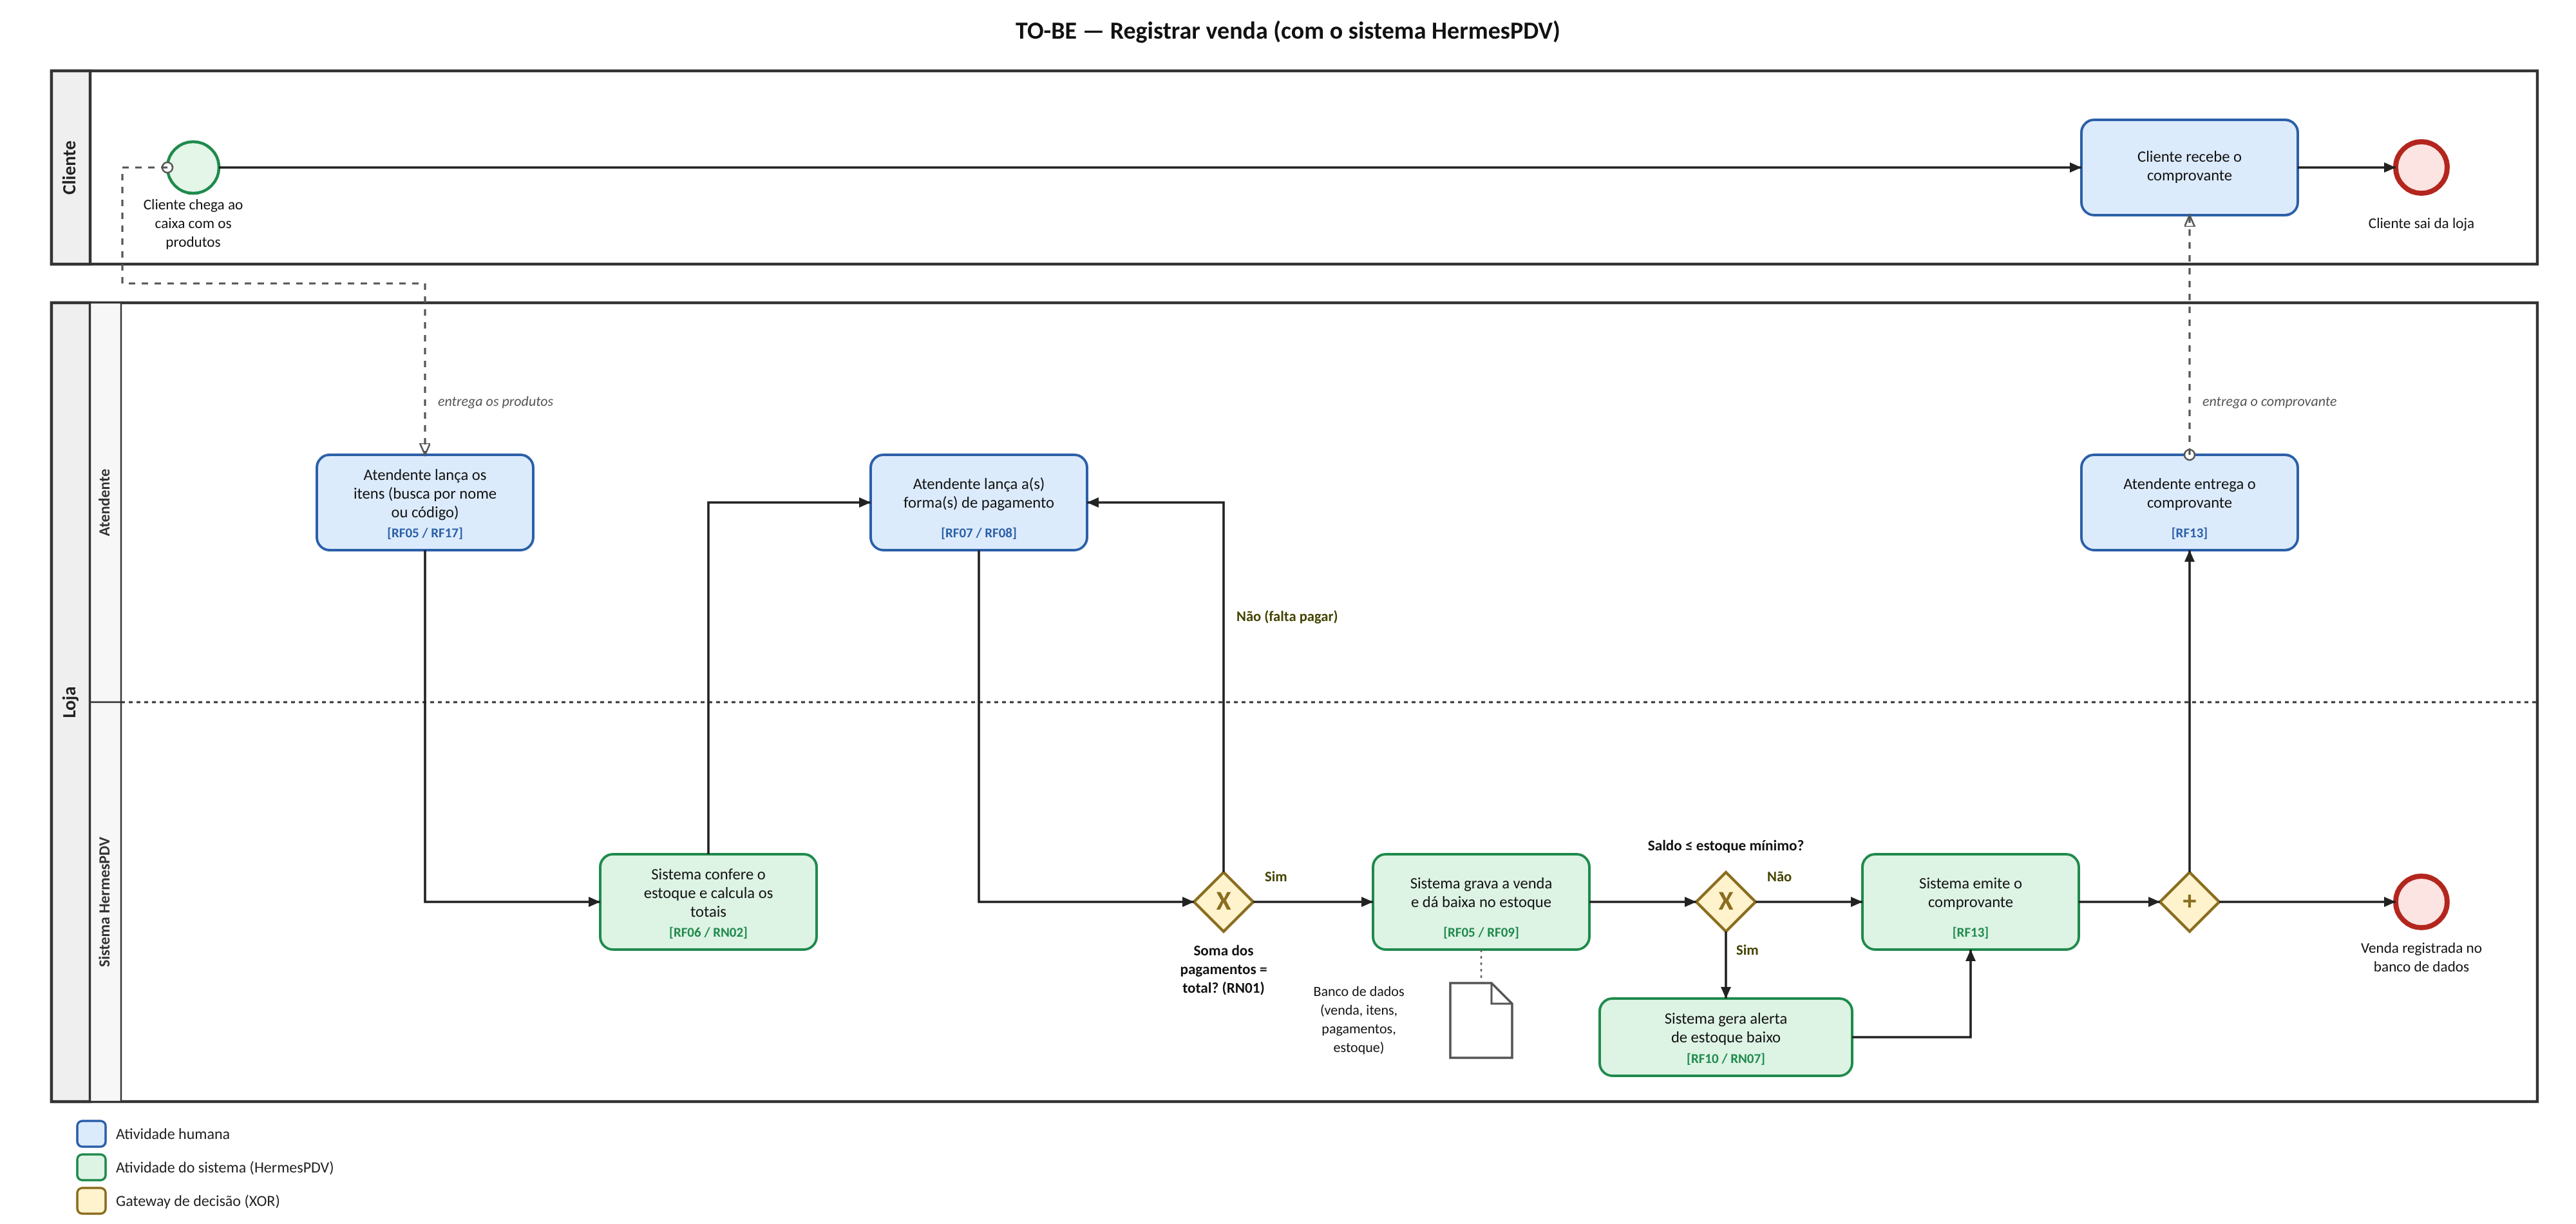 TO-BE — Registrar venda (com o sistema HermesPDV)
Cliente
Cliente chega ao
caixa com os
produtos
Cliente recebe o
comprovante
Cliente sai da loja
Loja
Atendente
entrega os produtos
entrega o comprovante
Atendente lança os
itens (busca por nome
ou código)
[RF05 / RF17]
Atendente lança a(s)
forma(s) de pagamento
[RF07 / RF08]
Atendente entrega o
comprovante
[RF13]
Não (falta pagar)
Sistema HermesPDV
Sistema confere o
estoque e calcula os
totais
[RF06 / RN02]
X
Soma dos
pagamentos =
total? (RN01)
Sim
Sistema grava a venda
e dá baixa no estoque
[RF05 / RF09]
Banco de dados
(venda, itens,
pagamentos,
estoque)
Saldo ≤ estoque mínimo?
X
Não
Sim
Sistema gera alerta
de estoque baixo
[RF10 / RN07]
Sistema emite o
comprovante
[RF13]
+
Venda registrada no
banco de dados
Atividade humana
Atividade do sistema (HermesPDV)
Gateway de decisão (XOR)